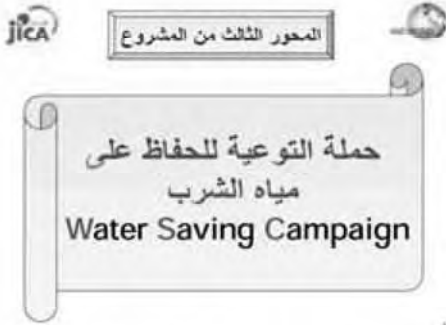 jICA
المحور الثالث من المشروع
حملة التوعية للحفاظ على
مياه الشرب
Water Saving Campaign